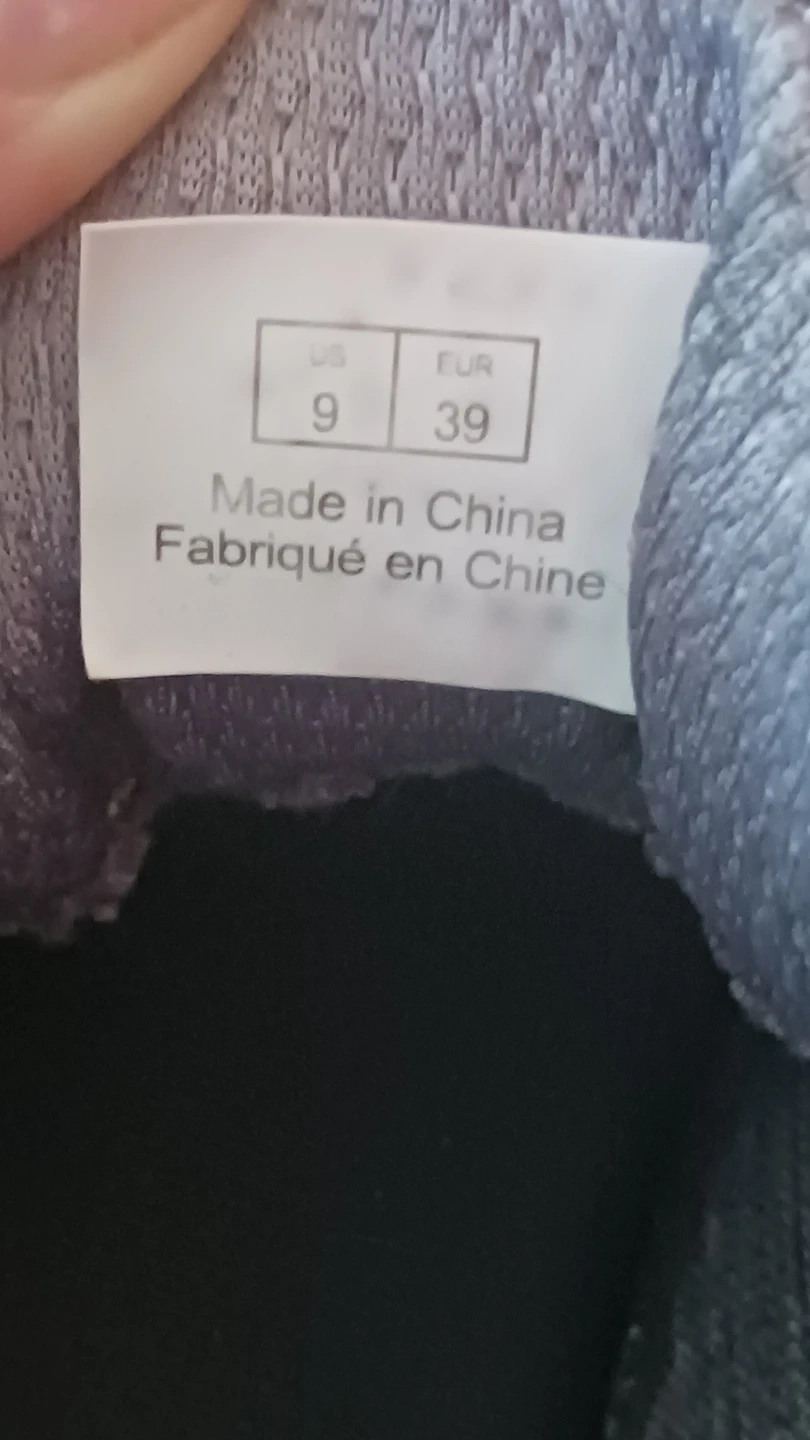 US EUR
9 39
Made in China
Fabriqué en Chine